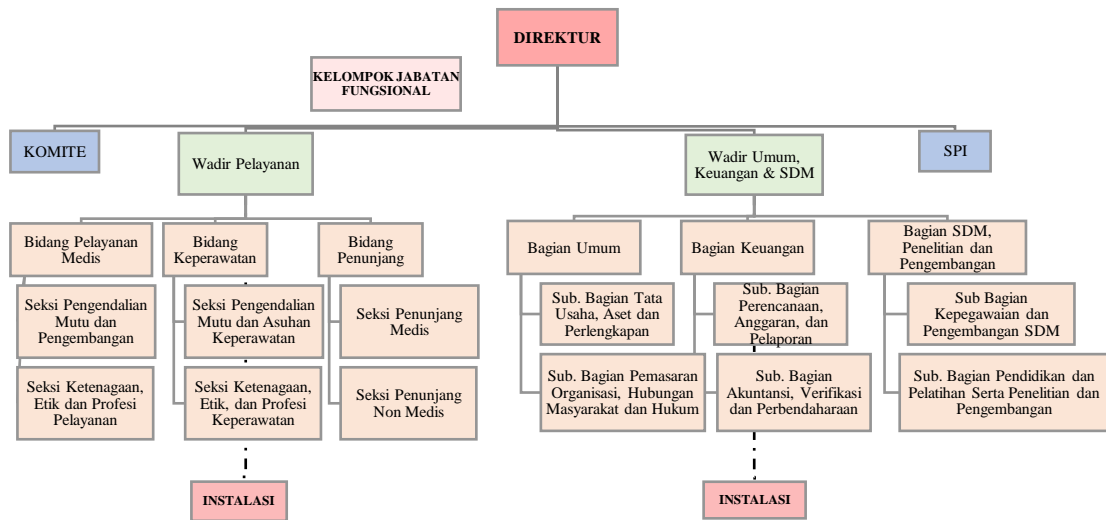 DIREKTUR
KELOMPOK JABATAN
FUNGSIONAL
KOMITE
Wadir Pelayanan
Wadir Umum,
Keuangan & SDM
SPI
Bidang Pelayanan
Medis
Bidang
Keperawatan
Bidang
Penunjang
Bagian Umum
Bagian Keuangan
Bagian SDM,
Penelitian dan
Pengembangan
Seksi Pengendalian
Mutu dan
Pengembangan
Seksi Pengendalian
Mutu dan Asuhan
Keperawatan
Seksi Penunjang
Medis
Sub. Bagian Tata
Usaha, Aset dan
Perlengkapan
Sub. Bagian
Perencanaan,
Anggaran, dan
Pelaporan
Sub Bagian
Kepegawaian dan
Pengembangan SDM
Seksi Ketenagaan,
Etik dan Profesi
Pelayanan
Seksi Ketenagaan,
Etik, dan Profesi
Keperawatan
Seksi Penunjang
Non Medis
Sub. Bagian Pemasaran
Organisasi, Hubungan
Masyarakat dan Hukum
Sub. Bagian
Akuntansi, Verifikasi
dan Perbendaharaan
Sub. Bagian Pendidikan dan
Pelatihan Serta Penelitian dan
Pengembangan
INSTALASI
INSTALASI